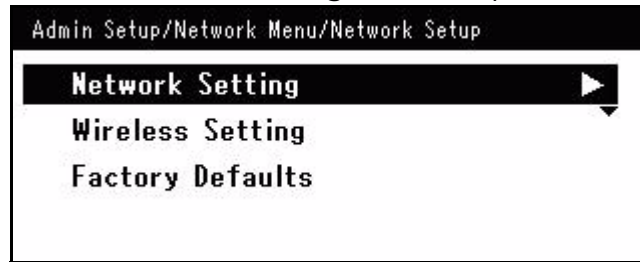 Admin Setup/Network Menu/Network Setup
Network Setting
Wireless Setting
Factory Defaults